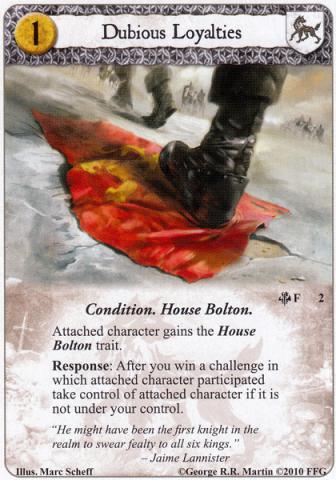 1
Dubious Loyalties
F 2
Condition. House Bolton.
Attached character gains the House
Bolton trait.
Response: After you win a challenge in
which attached character participated
take control of attached character if it is
not under your control.
"He might have been the first knight in the
realm to swear fealty to all six kings."
– Jaime Lannister
Illus. Marc Scheff ©George R.R. Martin ©2010 FFG